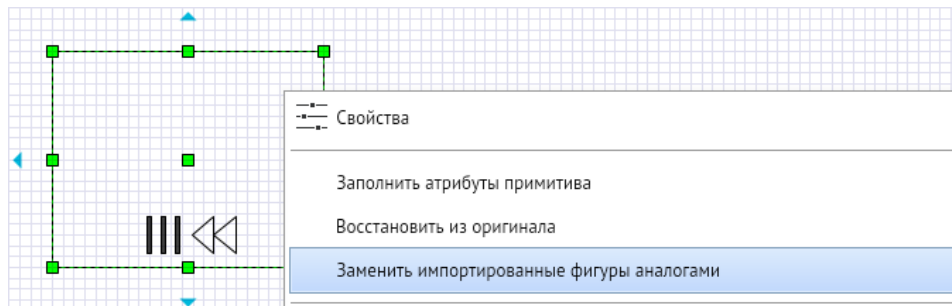 Свойства
Заполнить атрибуты примитива
Восстановить из оригинала
Заменить импортированные фигуры аналогами